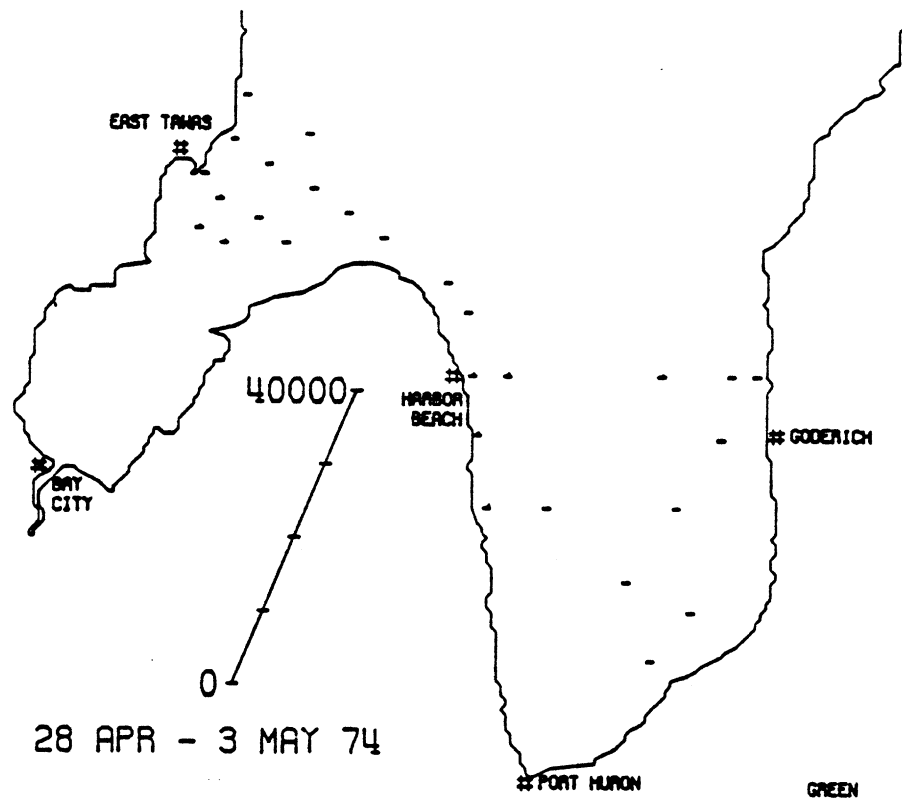 EAST TAWAS
#
40000
#
HARBOR
BEACH
# GODERICH
#
BAY
CITY
0
28 APR - 3 MAY 74
# PORT HURON
GREEN